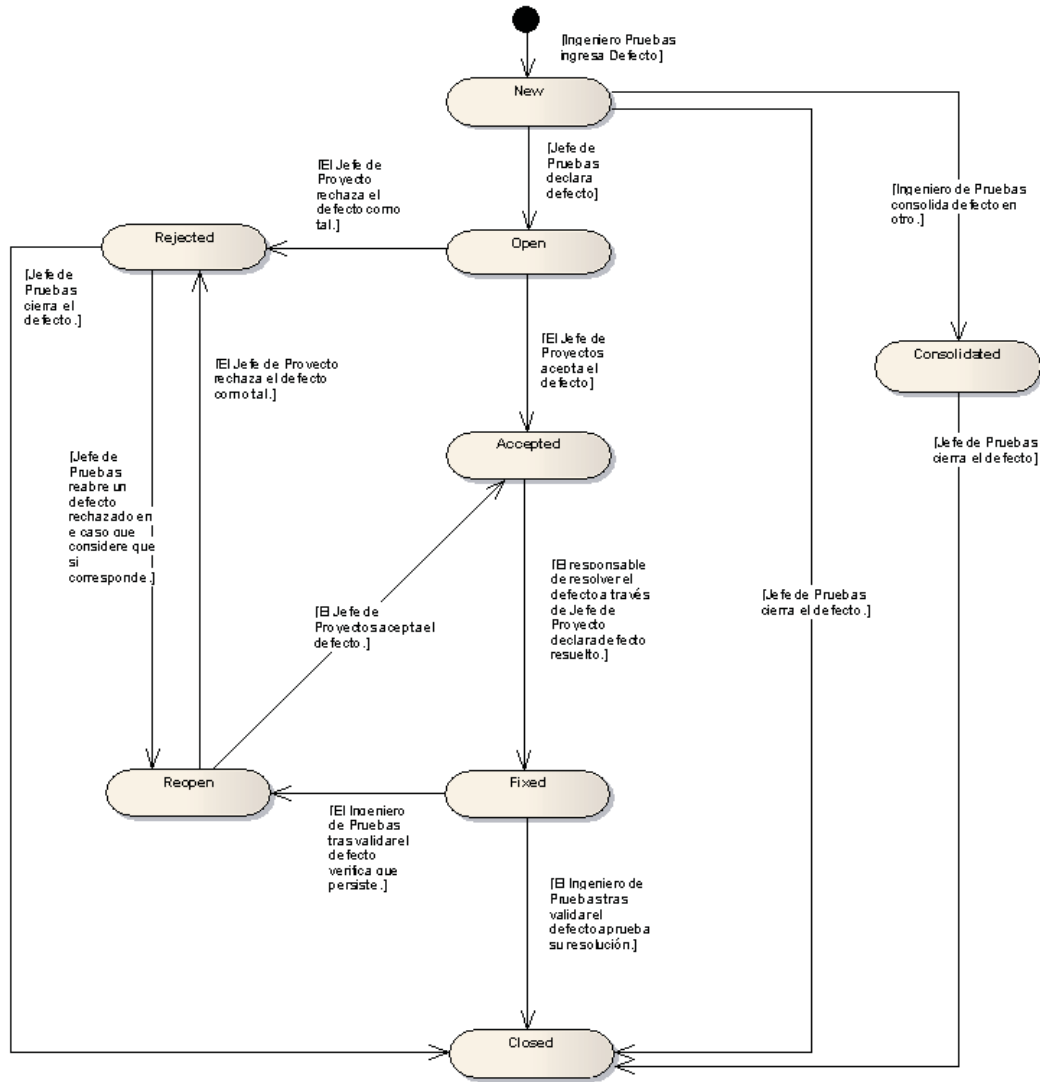 [Ingeniero Pruebas
ingresa Defecto]
New
[Jefe de
Pruebas
declara
defecto]
[El Jefe de
Proyecto
rechaza el
defecto como
tal.]
[Ingeniero de Pruebas
consolida defecto en
otro.]
Rejected
Open
[Jefe de
Pruebas
cierra el
defecto.]
[El Jefe de
Proyectos
acepta el
defecto]
[El Jefe de Proyecto
rechaza el defecto
como tal.]
Consolidated
Accepted
[Jefe de Pruebas
cierra el defecto]
[Jefe de
Pruebas
reabre un
defecto
rechazado en
e caso que
considere que
si
corresponde.]
[El responsable
de resolver el
defecto a través
de Jefe de
Proyecto
declara defecto
resuelto.]
[Jefe de Pruebas
cierra el defecto.]
[El Jefe de
Proyectos acepta el
defecto.]
Reopen
Fixed
[El Ingeniero
de Pruebas
tras validar el
defecto
verifica que
persiste.]
[El Ingeniero de
Pruebas tras
validar el
defecto aprueba
su resolución.]
Closed